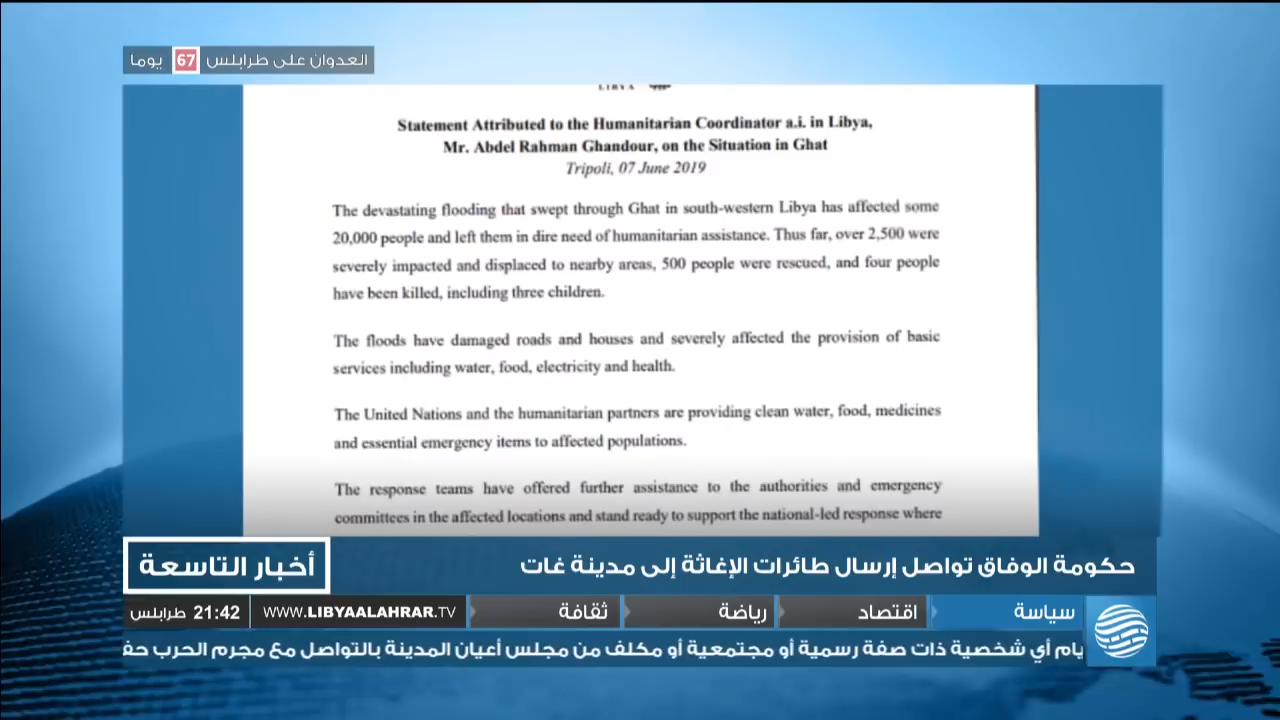 العدوان على طرابلس 67 يوما
LIBYA
Statement Attributed to the Humanitarian Coordinator a.i. in Libya,
Mr. Abdel Rahman Ghandour, on the Situation in Ghat
Tripoli, 07 June 2019
The devastating flooding that swept through Ghat in south-western Libya has affected some
20,000 people and left them in dire need of humanitarian assistance. Thus far, over 2,500 were
severely impacted and displaced to nearby areas, 500 people were rescued, and four people
have been killed, including three children.
The floods have damaged roads and houses and severely affected the provision of basic
services including water, food, electricity and health.
The United Nations and the humanitarian partners are providing clean water, food, medicines
and essential emergency items to affected populations.
The response teams have offered further assistance to the authorities and emergency
committees in the affected locations and stand ready to support the national-led response where
حكومة الوفاق تواصل إرسال طائرات الإغاثة إلى مدينة غات
أخبار التاسعة
سياسة اقتصاد رياضة ثقافة WWW.LIBYAALAHRAR.TV 21:42 طرابلس
يام أي شخصية ذات صفة رسمية أو مجتمعية أو مكلف من مجلس أعيان المدينة بالتواصل مع مجرم الحرب حف